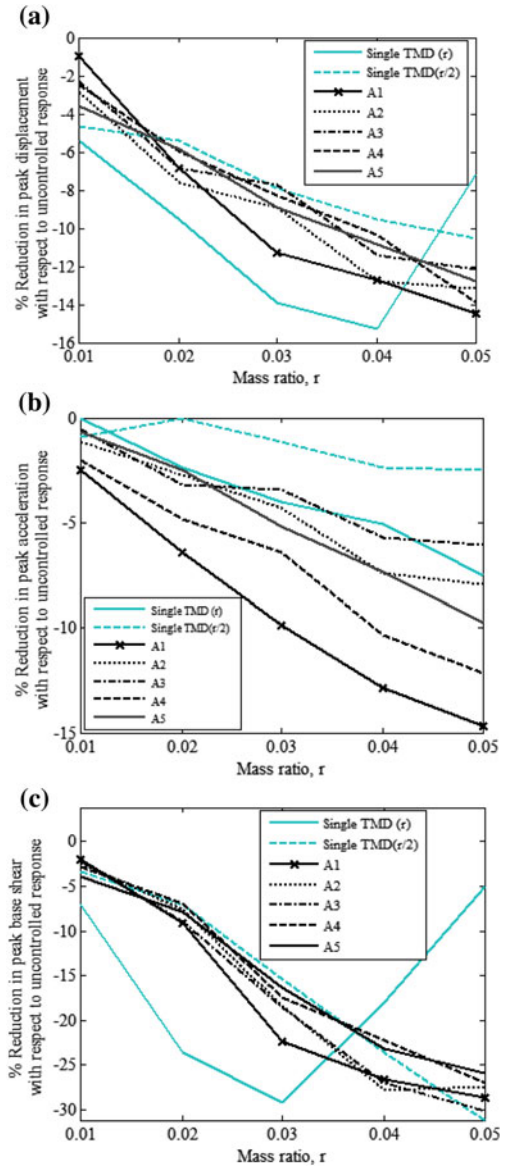 (a)
0
-2
-4
-6
-8
-10
-12
-14
-16
0.01 0.02 0.03 0.04 0.05
% Reduction in peak displacement
with respect to uncontrolled response
Mass ratio, r
Single TMD (r)
Single TMD(r/2)
A1
A2
A3
A4
A5
(b)
0
-5
-10
-15
0.01 0.02 0.03 0.04 0.05
% Reduction in peak acceleration
with respect to uncontrolled response
Mass ratio, r
Single TMD (r)
Single TMD(r/2)
A1
A2
A3
A4
A5
(c)
0
-5
-10
-15
-20
-25
-30
0.01 0.02 0.03 0.04 0.05
% Reduction in peak base shear
with respect to uncontrolled response
Mass ratio, r
Single TMD (r)
Single TMD(r/2)
A1
A2
A3
A4
A5